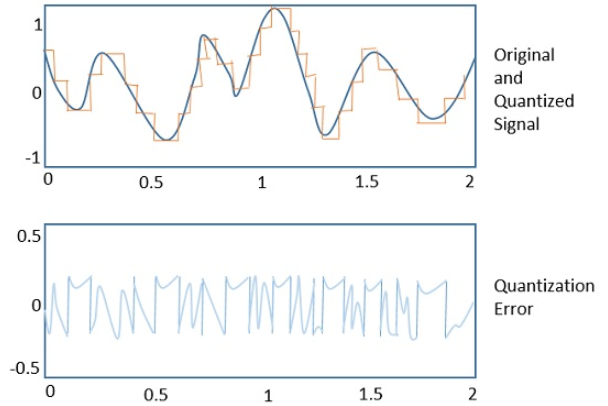 1
0
-1
0 0.5 1 1.5 2
Original
and
Quantized
Signal
0.5
0
-0.5
0 0.5 1 1.5 2
Quantization
Error